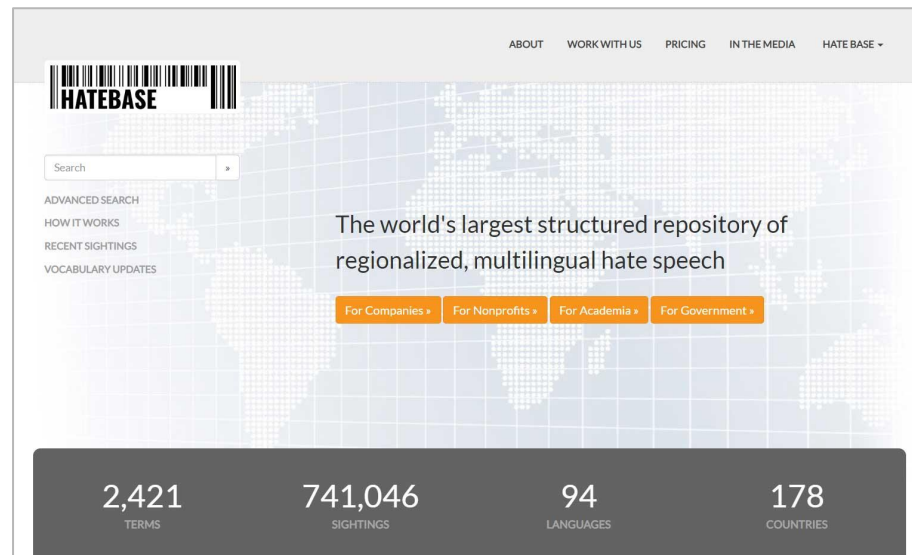 ABOUT WORK WITH US PRICING IN THE MEDIA HATE BASE
HATEBASE
Search »
ADVANCED SEARCH
HOW IT WORKS
RECENT SIGHTINGS
VOCABULARY UPDATES
The world's largest structured repository of
regionalized, multilingual hate speech
For Companies » For Nonprofits » For Academia » For Government »
2,421 741,046 94 178
TERMS SIGHTINGS LANGUAGES COUNTRIES